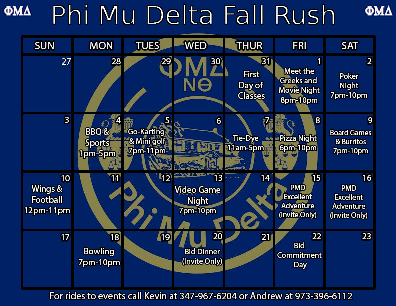 ΦΜΔ Phi Mu Delta Fall Rush ΦΜΔ
SUN MON TUES WED THUR FRI SAT
27 28 29 30 31 1 2
First
Day of
Classes
Meet the
Greeks and
Movie Night
8pm-10pm
Poker
Night
7pm-10pm
3 4 5 6 7 8 9
BBQ &
Sports
1pm-5pm
Go-Karting
& Mini golf
7pm-11pm
Tie-Dye
11am-5pm
Pizza Night
6pm-10pm
Board Games
& Burritos
7pm-10pm
10 11 12 13 14 15 16
Wings &
Football
12pm-11pm
Video Game
Night
7pm-10pm
PMD
Excellent
Adventure
(Invite Only)
PMD
Excellent
Adventure
(Invite Only)
17 18 19 20 21 22 23
Bowling
7pm-10pm
Bid Dinner
(Invite Only)
Bid
Commitment
Day
ΦΜΔ
ΝΘ
Phi Mu Delta
For rides to events call Kevin at 347-967-6204 or Andrew at 973-396-6112